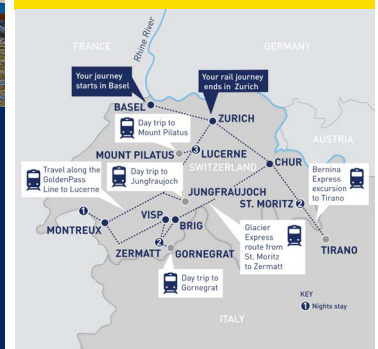 FRANCE
Rhine River
GERMANY
Your journey
starts in Basel
Your rail journey
ends in Zurich
BASEL
ZURICH
Day trip to
Mount Pilatus
AUSTRIA
MOUNT PILATUS
3
LUCERNE
CHUR
SWITZERLAND
Travel along the
GoldenPass
Line to Lucerne
Day trip to
Jungfraujoch
Bernina
Express
excursion
to Tirano
JUNGFRAUJOCH
ST. MORITZ
2
1
VISP
BRIG
MONTREUX
2
ZERMATT
GORNEGRAT
Glacier
Express
route from
St. Moritz
to Zermatt
TIRANO
Day trip to
Gornegrat
KEY
1 Nights stay
ITALY